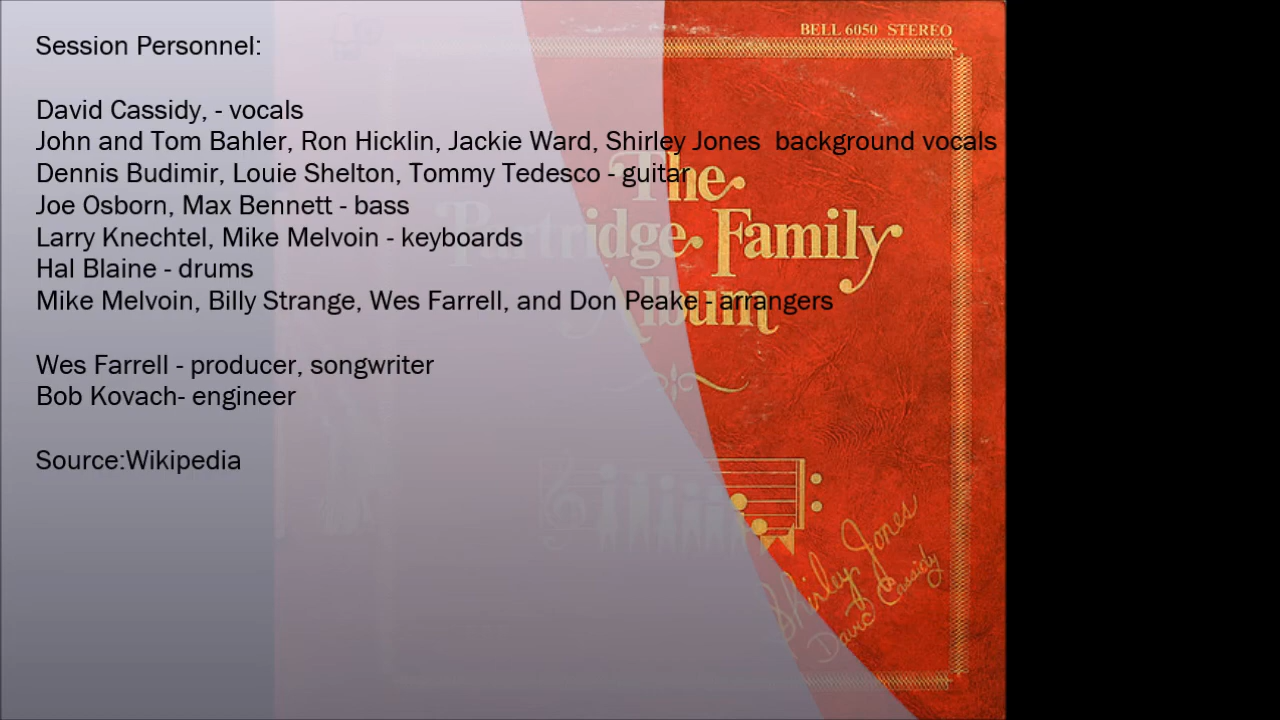 Session Personnel:
David Cassidy, - vocals
John and Tom Bahler, Ron Hicklin, Jackie Ward, Shirley Jones  background vocals
Dennis Budimir, Louie Shelton, Tommy Tedesco - guitar
Joe Osborn, Max Bennett - bass
Larry Knechtel, Mike Melvoin - keyboards
Hal Blaine - drums
Mike Melvoin, Billy Strange, Wes Farrell, and Don Peake - arrangers
Wes Farrell - producer, songwriter
Bob Kovach- engineer
Source:Wikipedia
BELL 6050 STEREO
The
Partridge Family
Album
Shirley Jones
David Cassidy